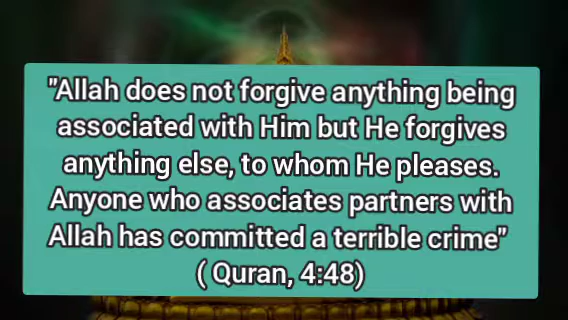 "Allah does not forgive anything being
associated with Him but He forgives
anything else, to whom He pleases.
Anyone who associates partners with
Allah has committed a terrible crime"
( Quran, 4:48)